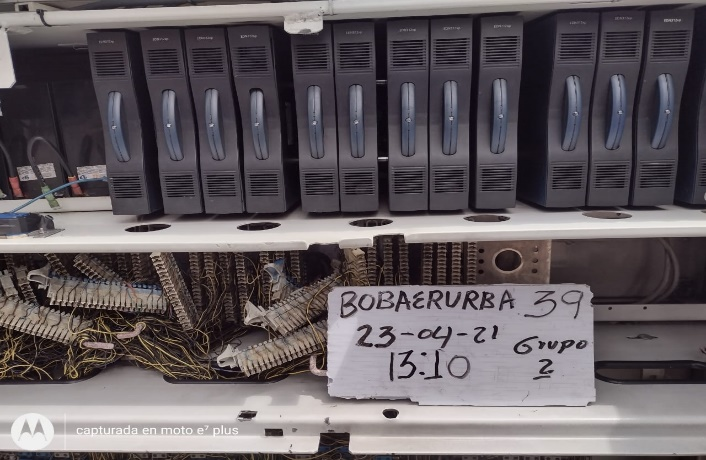 BOBAERURBA 39
23-04-21
13:10
Grupo
2
capturada en moto e⁷ plus